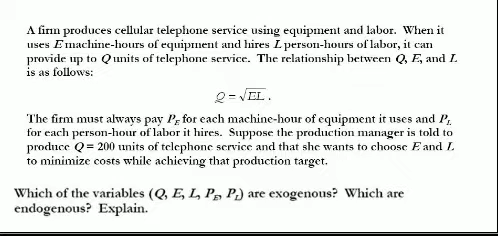 A firm produces cellular telephone service using equipment and labor. When it
uses E machine-hours of equipment and hires L person-hours of labor, it can
provide up to Q units of telephone service. The relationship between Q, E, and L
is as follows:
Q = √EL .
The firm must always pay P_E for each machine-hour of equipment it uses and P_L
for each person-hour of labor it hires. Suppose the production manager is told to
produce Q = 200 units of telephone service and that she wants to choose E and L
to minimize costs while achieving that production target.
Which of the variables (Q, E, L, P_E, P_L) are exogenous? Which are
endogenous? Explain.